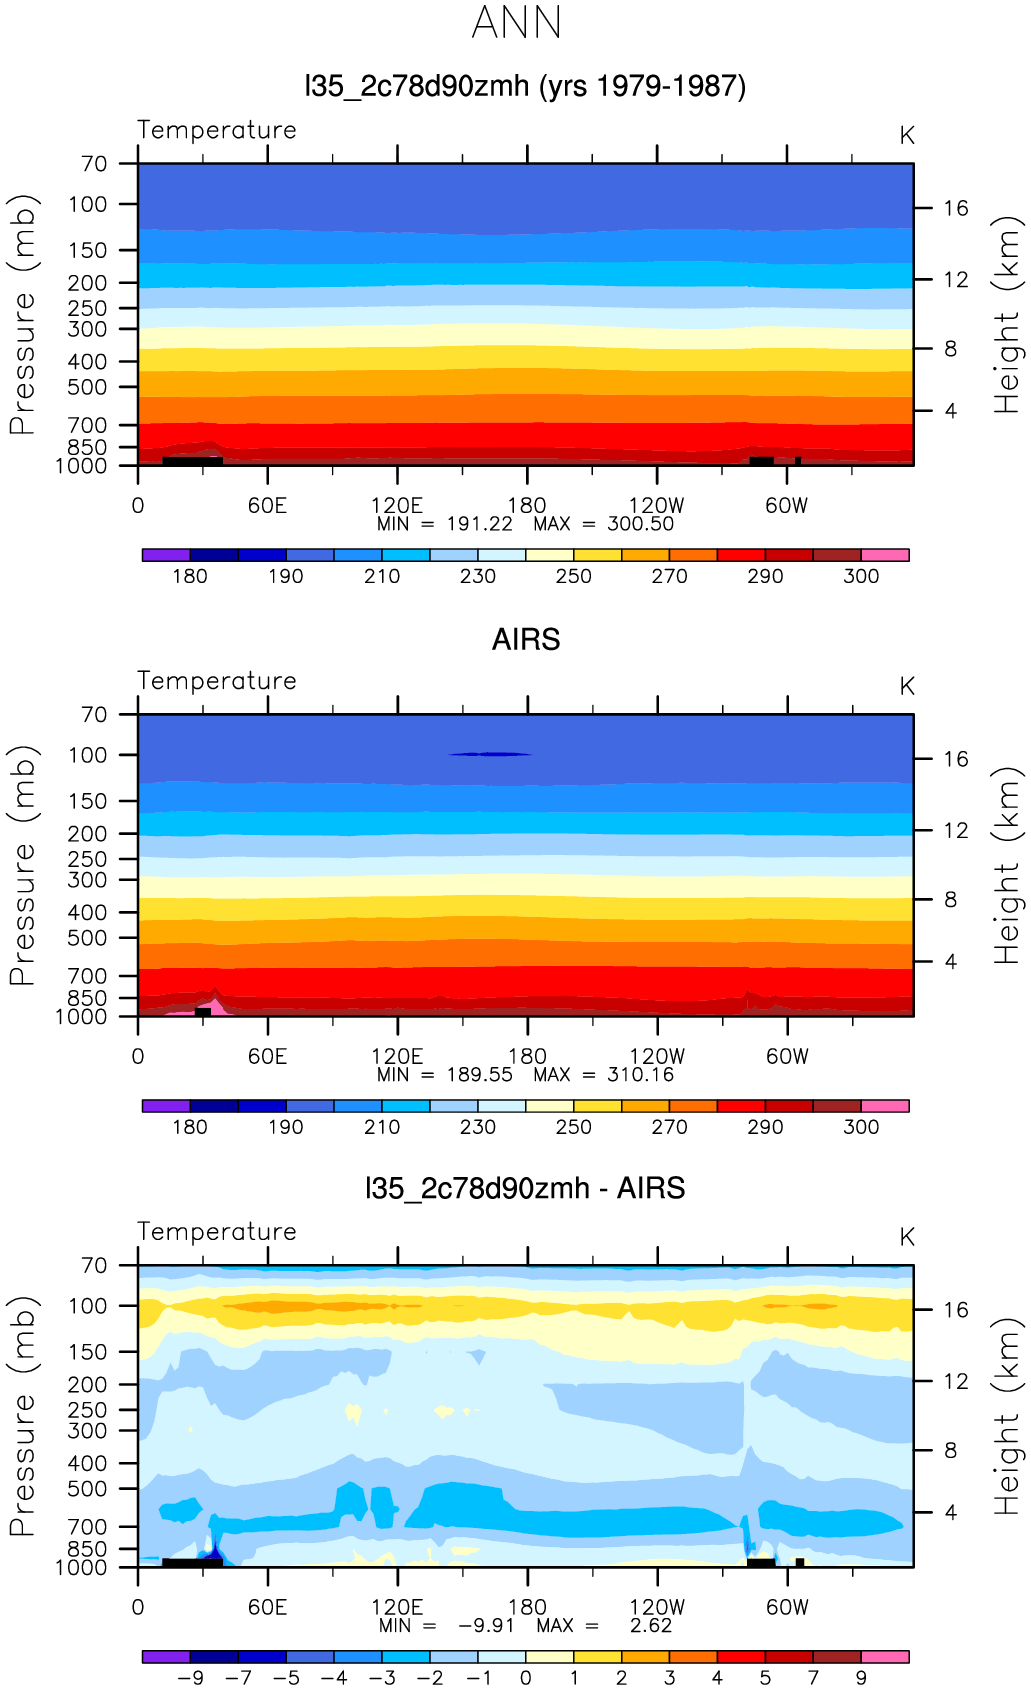 ANN
l35_2c78d90zmh (yrs 1979-1987)
Temperature K
70
100
150
200
250
300
400
500
700
850
1000
Pressure (mb)
16
12
8
4
Height (km)
0 60E 120E 180 120W 60W
MIN = 191.22 MAX = 300.50
180 190 210 230 250 270 290 300
AIRS
Temperature K
70
100
150
200
250
300
400
500
700
850
1000
Pressure (mb)
16
12
8
4
Height (km)
0 60E 120E 180 120W 60W
MIN = 189.55 MAX = 310.16
180 190 210 230 250 270 290 300
l35_2c78d90zmh - AIRS
Temperature K
70
100
150
200
250
300
400
500
700
850
1000
Pressure (mb)
16
12
8
4
Height (km)
0 60E 120E 180 120W 60W
MIN = -9.91 MAX = 2.62
-9 -7 -5 -4 -3 -2 -1 0 1 2 3 4 5 7 9